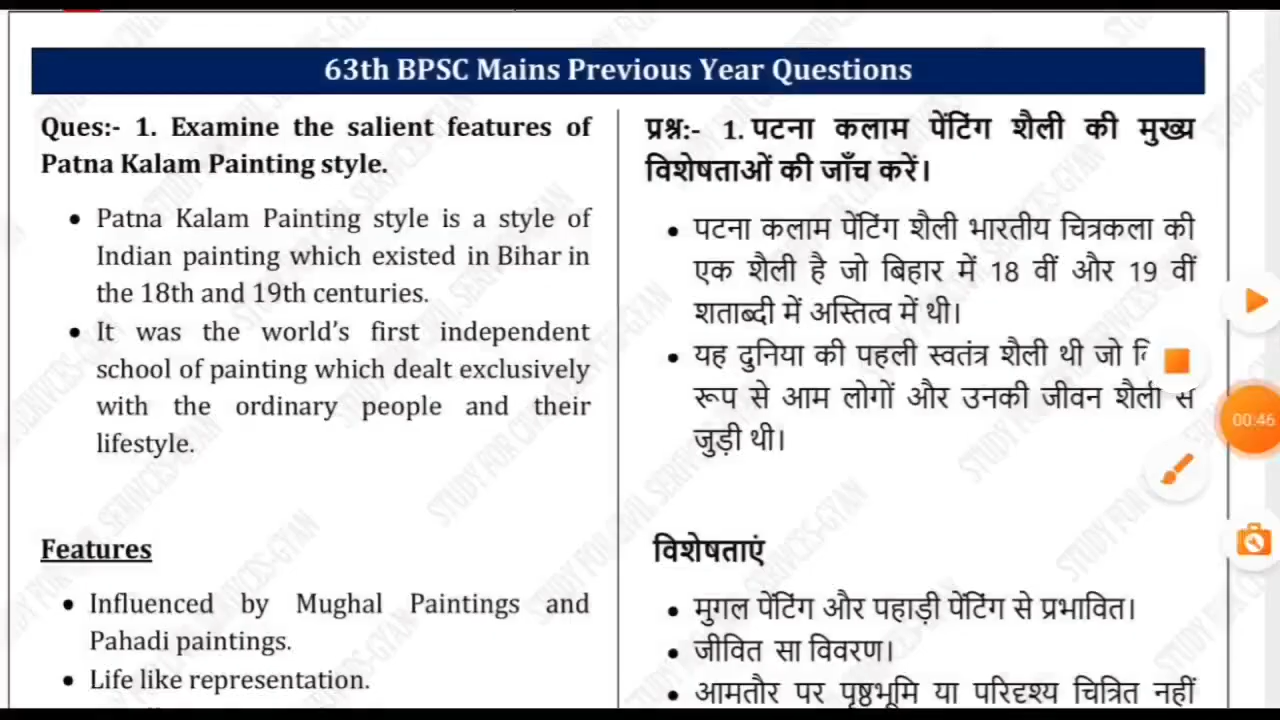 63th BPSC Mains Previous Year Questions
Ques:- 1. Examine the salient features of
Patna Kalam Painting style.
• Patna Kalam Painting style is a style of
Indian painting which existed in Bihar in
the 18th and 19th centuries.
• It was the world's first independent
school of painting which dealt exclusively
with the ordinary people and their
lifestyle.
Features
• Influenced by Mughal Paintings and
Pahadi paintings.
• Life like representation.
प्रश्न:- 1. पटना कलाम पेंटिंग शैली की मुख्य
विशेषताओं की जाँच करें।
• पटना कलाम पेंटिंग शैली भारतीय चित्रकला की
एक शैली है जो बिहार में 18 वीं और 19 वीं
शताब्दी में अस्तित्व में थी।
• यह दुनिया की पहली स्वतंत्र शैली थी जो
रूप से आम लोगों और उनकी जीवन शैली से
जुड़ी थी।
विशेषताएं
• मुगल पेंटिंग और पहाड़ी पेंटिंग से प्रभावित।
• जीवित सा विवरण।
• आमतौर पर पृष्ठभूमि या परिदृश्य चित्रित नहीं
00:46
STUDY FOR CIVIL SERIVCES-GYAN